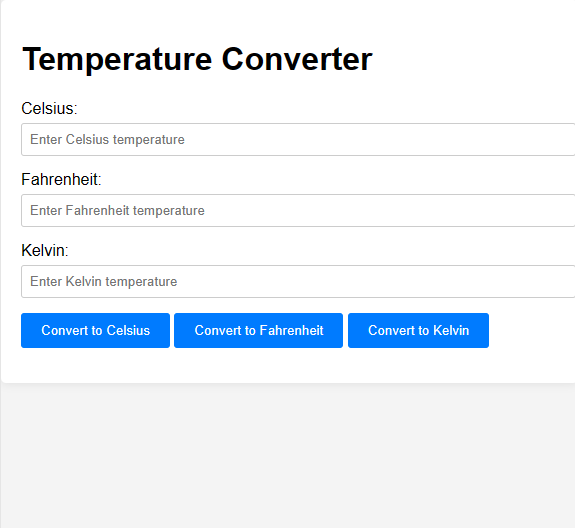 Temperature Converter
Celsius:
Enter Celsius temperature
Fahrenheit:
Enter Fahrenheit temperature
Kelvin:
Enter Kelvin temperature
Convert to Celsius Convert to Fahrenheit Convert to Kelvin